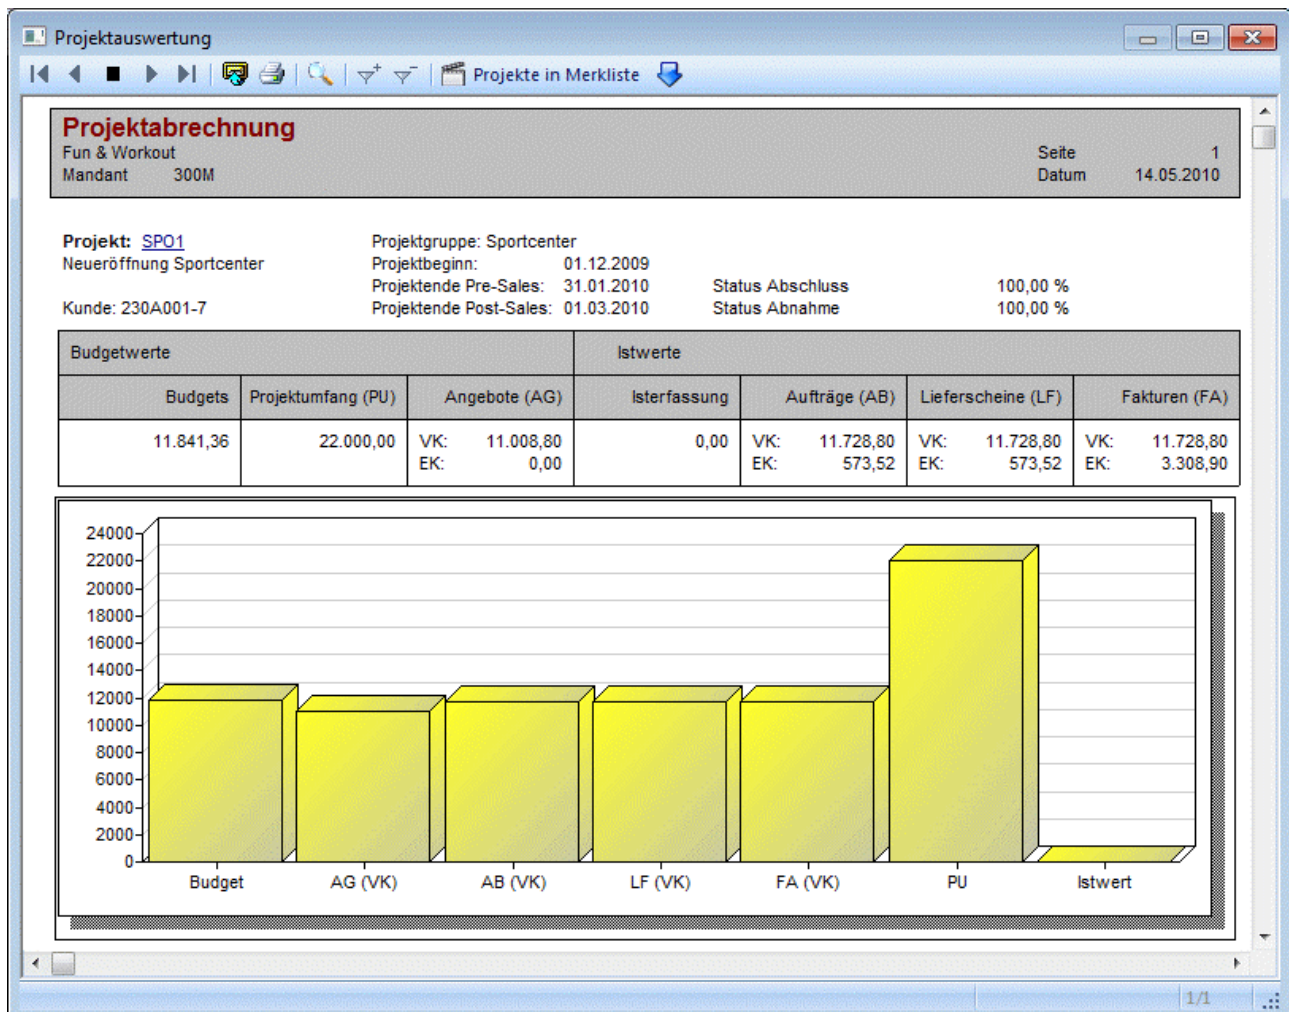 Projektauswertung
Projekte in Merkliste
Projektabrechnung
Fun & Workout Seite 1
Mandant 300M Datum 14.05.2010
Projekt: SPO1 Projektgruppe: Sportcenter
Neueröffnung Sportcenter Projektbeginn: 01.12.2009
Projektende Pre-Sales: 31.01.2010 Status Abschluss 100,00 %
Kunde: 230A001-7 Projektende Post-Sales: 01.03.2010 Status Abnahme 100,00 %
Budgetwerte Istwerte
Budgets Projektumfang (PU) Angebote (AG) Isterfassung Aufträge (AB) Lieferscheine (LF) Fakturen (FA)
11.841,36 22.000,00 VK: 11.008,80 0,00 VK: 11.728,80 VK: 11.728,80 VK: 11.728,80
EK: 0,00 EK: 573,52 EK: 573,52 EK: 3.308,90
24000
22000
20000
18000
16000
14000
12000
10000
8000
6000
4000
2000
0
Budget AG (VK) AB (VK) LF (VK) FA (VK) PU Istwert
1/1